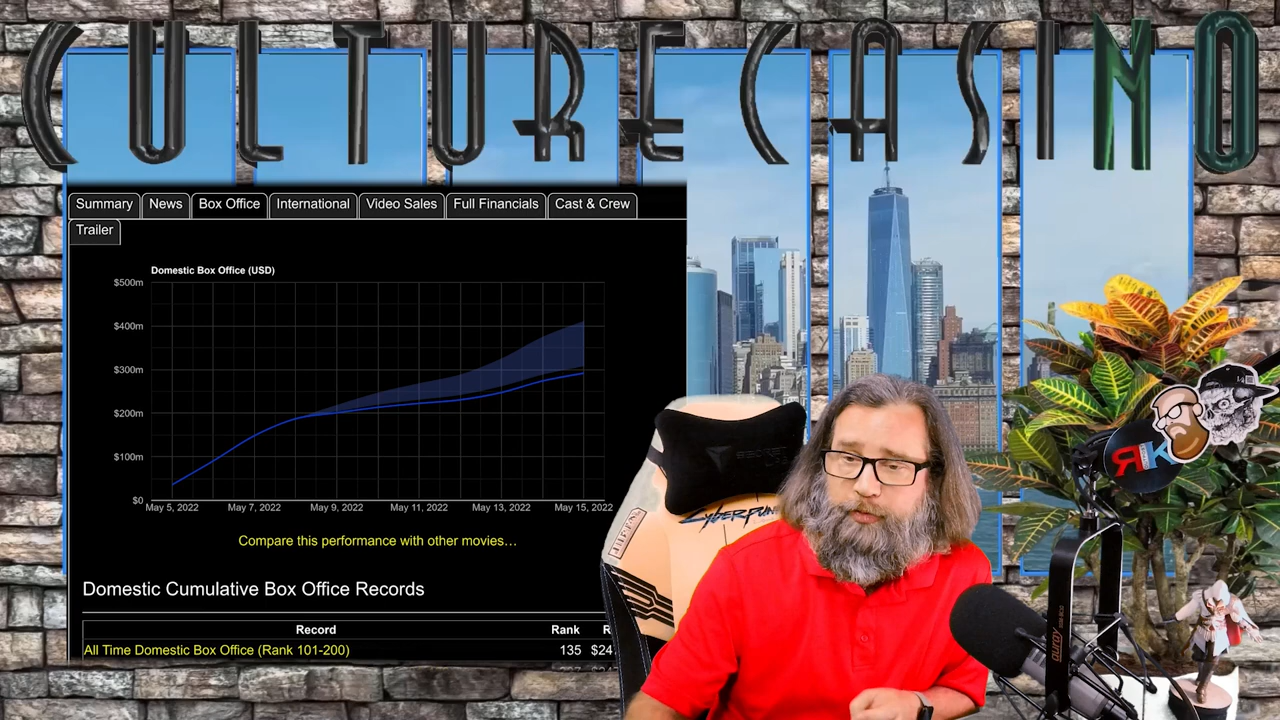 CULTURE CASINO
Summary News Box Office International Video Sales Full Financials Cast & Crew
Trailer
Domestic Box Office (USD)
$500m
$400m
$300m
$200m
$100m
$0
May 5, 2022 May 7, 2022 May 9, 2022 May 11, 2022 May 13, 2022 May 15, 2022
Compare this performance with other movies…
Domestic Cumulative Box Office Records
Record Rank R
All Time Domestic Box Office (Rank 101-200) 135 $24
CYBERPUN
RK